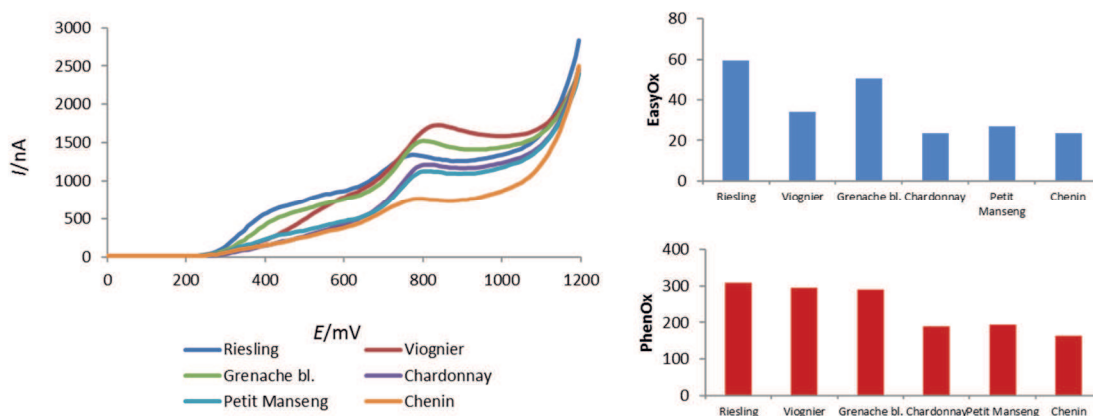 3000
2500
2000
1500
1000
500
0
I/nA
0 200 400 600 800 1000 1200
E/mV
Riesling Viognier
Grenache bl. Chardonnay
Petit Manseng Chenin
80
60
40
20
0
EasyOx
Riesling Viognier Grenache bl. Chardonnay Petit Manseng Chenin
400
300
200
100
0
PhenOx
Riesling Viognier Grenache bl. Chardonnay Petit Manseng Chenin